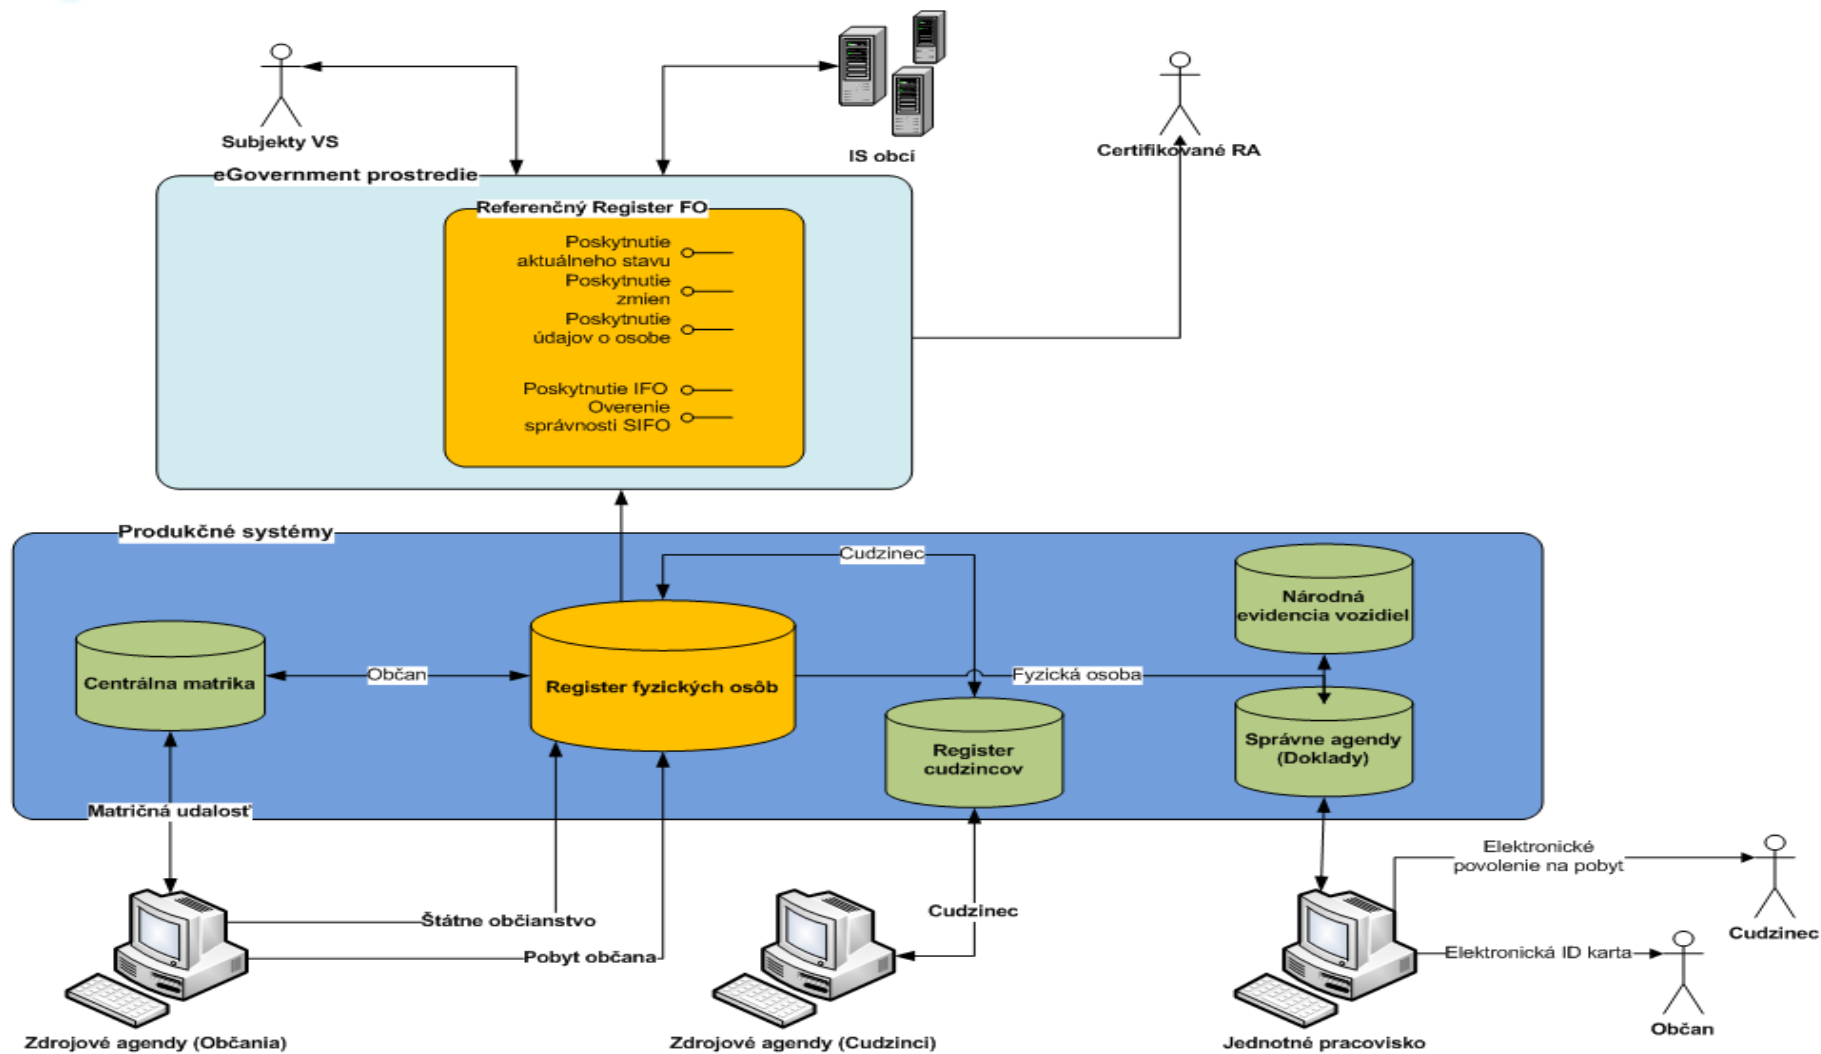 Subjekty VS
IS obcí
Certifikované RA
eGovernment prostredie
Referenčný Register FO
Poskytnutie
aktuálneho stavu
Poskytnutie
zmien
Poskytnutie
údajov o osobe
Poskytnutie IFO
Overenie
správnosti SIFO
Produkčné systémy
Cudzinec
Národná
evidencia vozidiel
Centrálna matrika
Občan
Register fyzických osôb
Fyzická osoba
Register
cudzincov
Správne agendy
(Doklady)
Matričná udalosť
Štátne občianstvo
Pobyt občana
Cudzinec
Elektronické
povolenie na pobyt
Cudzinec
Elektronická ID karta
Občan
Zdrojové agendy (Občania)
Zdrojové agendy (Cudzinci)
Jednotné pracovisko